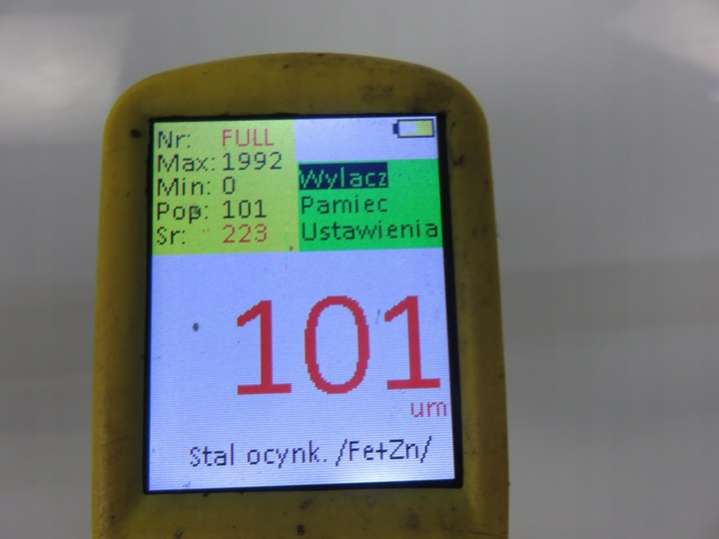 Nr: FULL
Max: 1992
Min: 0
Pop: 101
Sr: 223
Wylacz
Pamiec
Ustawienia
101
um
Stal ocynk. /Fe+Zn/